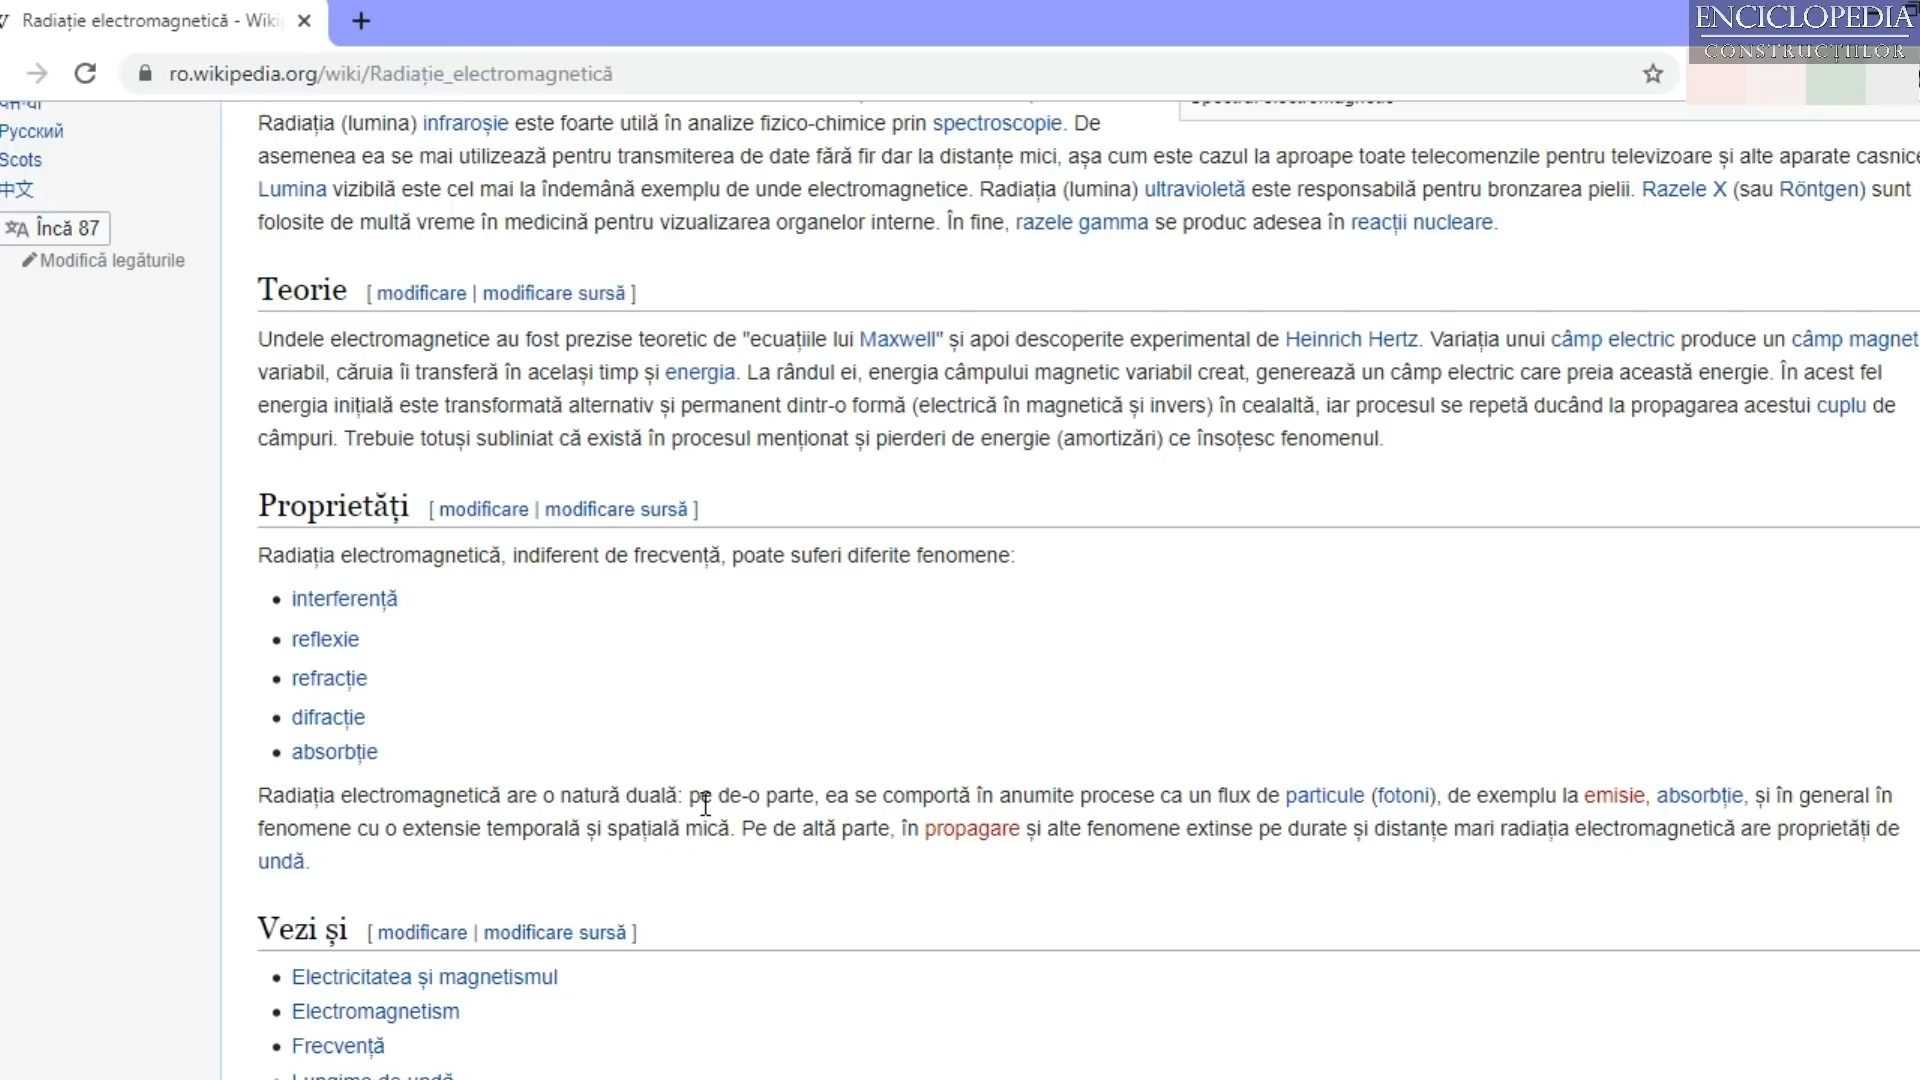 Radiație electromagnetică - Wiki
ENCICLOPEDIA
CONSTRUCȚIILOR
ro.wikipedia.org/wiki/Radiație_electromagnetică
Русский
Scots
中文
Încă 87
Modifică legăturile
Radiația (lumina) infraroșie este foarte utilă în analize fizico-chimice prin spectroscopie. De
asemenea ea se mai utilizează pentru transmiterea de date fără fir dar la distanțe mici, așa cum este cazul la aproape toate telecomenzile pentru televizoare și alte aparate casnice
Lumina vizibilă este cel mai la îndemână exemplu de unde electromagnetice. Radiația (lumina) ultravioletă este responsabilă pentru bronzarea pielii. Razele X (sau Röntgen) sunt
folosite de multă vreme în medicină pentru vizualizarea organelor interne. În fine, razele gamma se produc adesea în reacții nucleare.
Teorie [ modificare | modificare sursă ]
Undele electromagnetice au fost prezise teoretic de "ecuațiile lui Maxwell" și apoi descoperite experimental de Heinrich Hertz. Variația unui câmp electric produce un câmp magnet
variabil, căruia îi transferă în același timp și energia. La rândul ei, energia câmpului magnetic variabil creat, generează un câmp electric care preia această energie. În acest fel
energia inițială este transformată alternativ și permanent dintr-o formă (electrică în magnetică și invers) în cealaltă, iar procesul se repetă ducând la propagarea acestui cuplu de
câmpuri. Trebuie totuși subliniat că există în procesul menționat și pierderi de energie (amortizări) ce însoțesc fenomenul.
Proprietăți [ modificare | modificare sursă ]
Radiația electromagnetică, indiferent de frecvență, poate suferi diferite fenomene:
• interferență
• reflexie
• refracție
• difracție
• absorbție
Radiația electromagnetică are o natură duală: pe de-o parte, ea se comportă în anumite procese ca un flux de particule (fotoni), de exemplu la emisie, absorbție, și în general în
fenomene cu o extensie temporală și spațială mică. Pe de altă parte, în propagare și alte fenomene extinse pe durate și distanțe mari radiația electromagnetică are proprietăți de
undă.
Vezi și [ modificare | modificare sursă ]
• Electricitatea și magnetismul
• Electromagnetism
• Frecvență